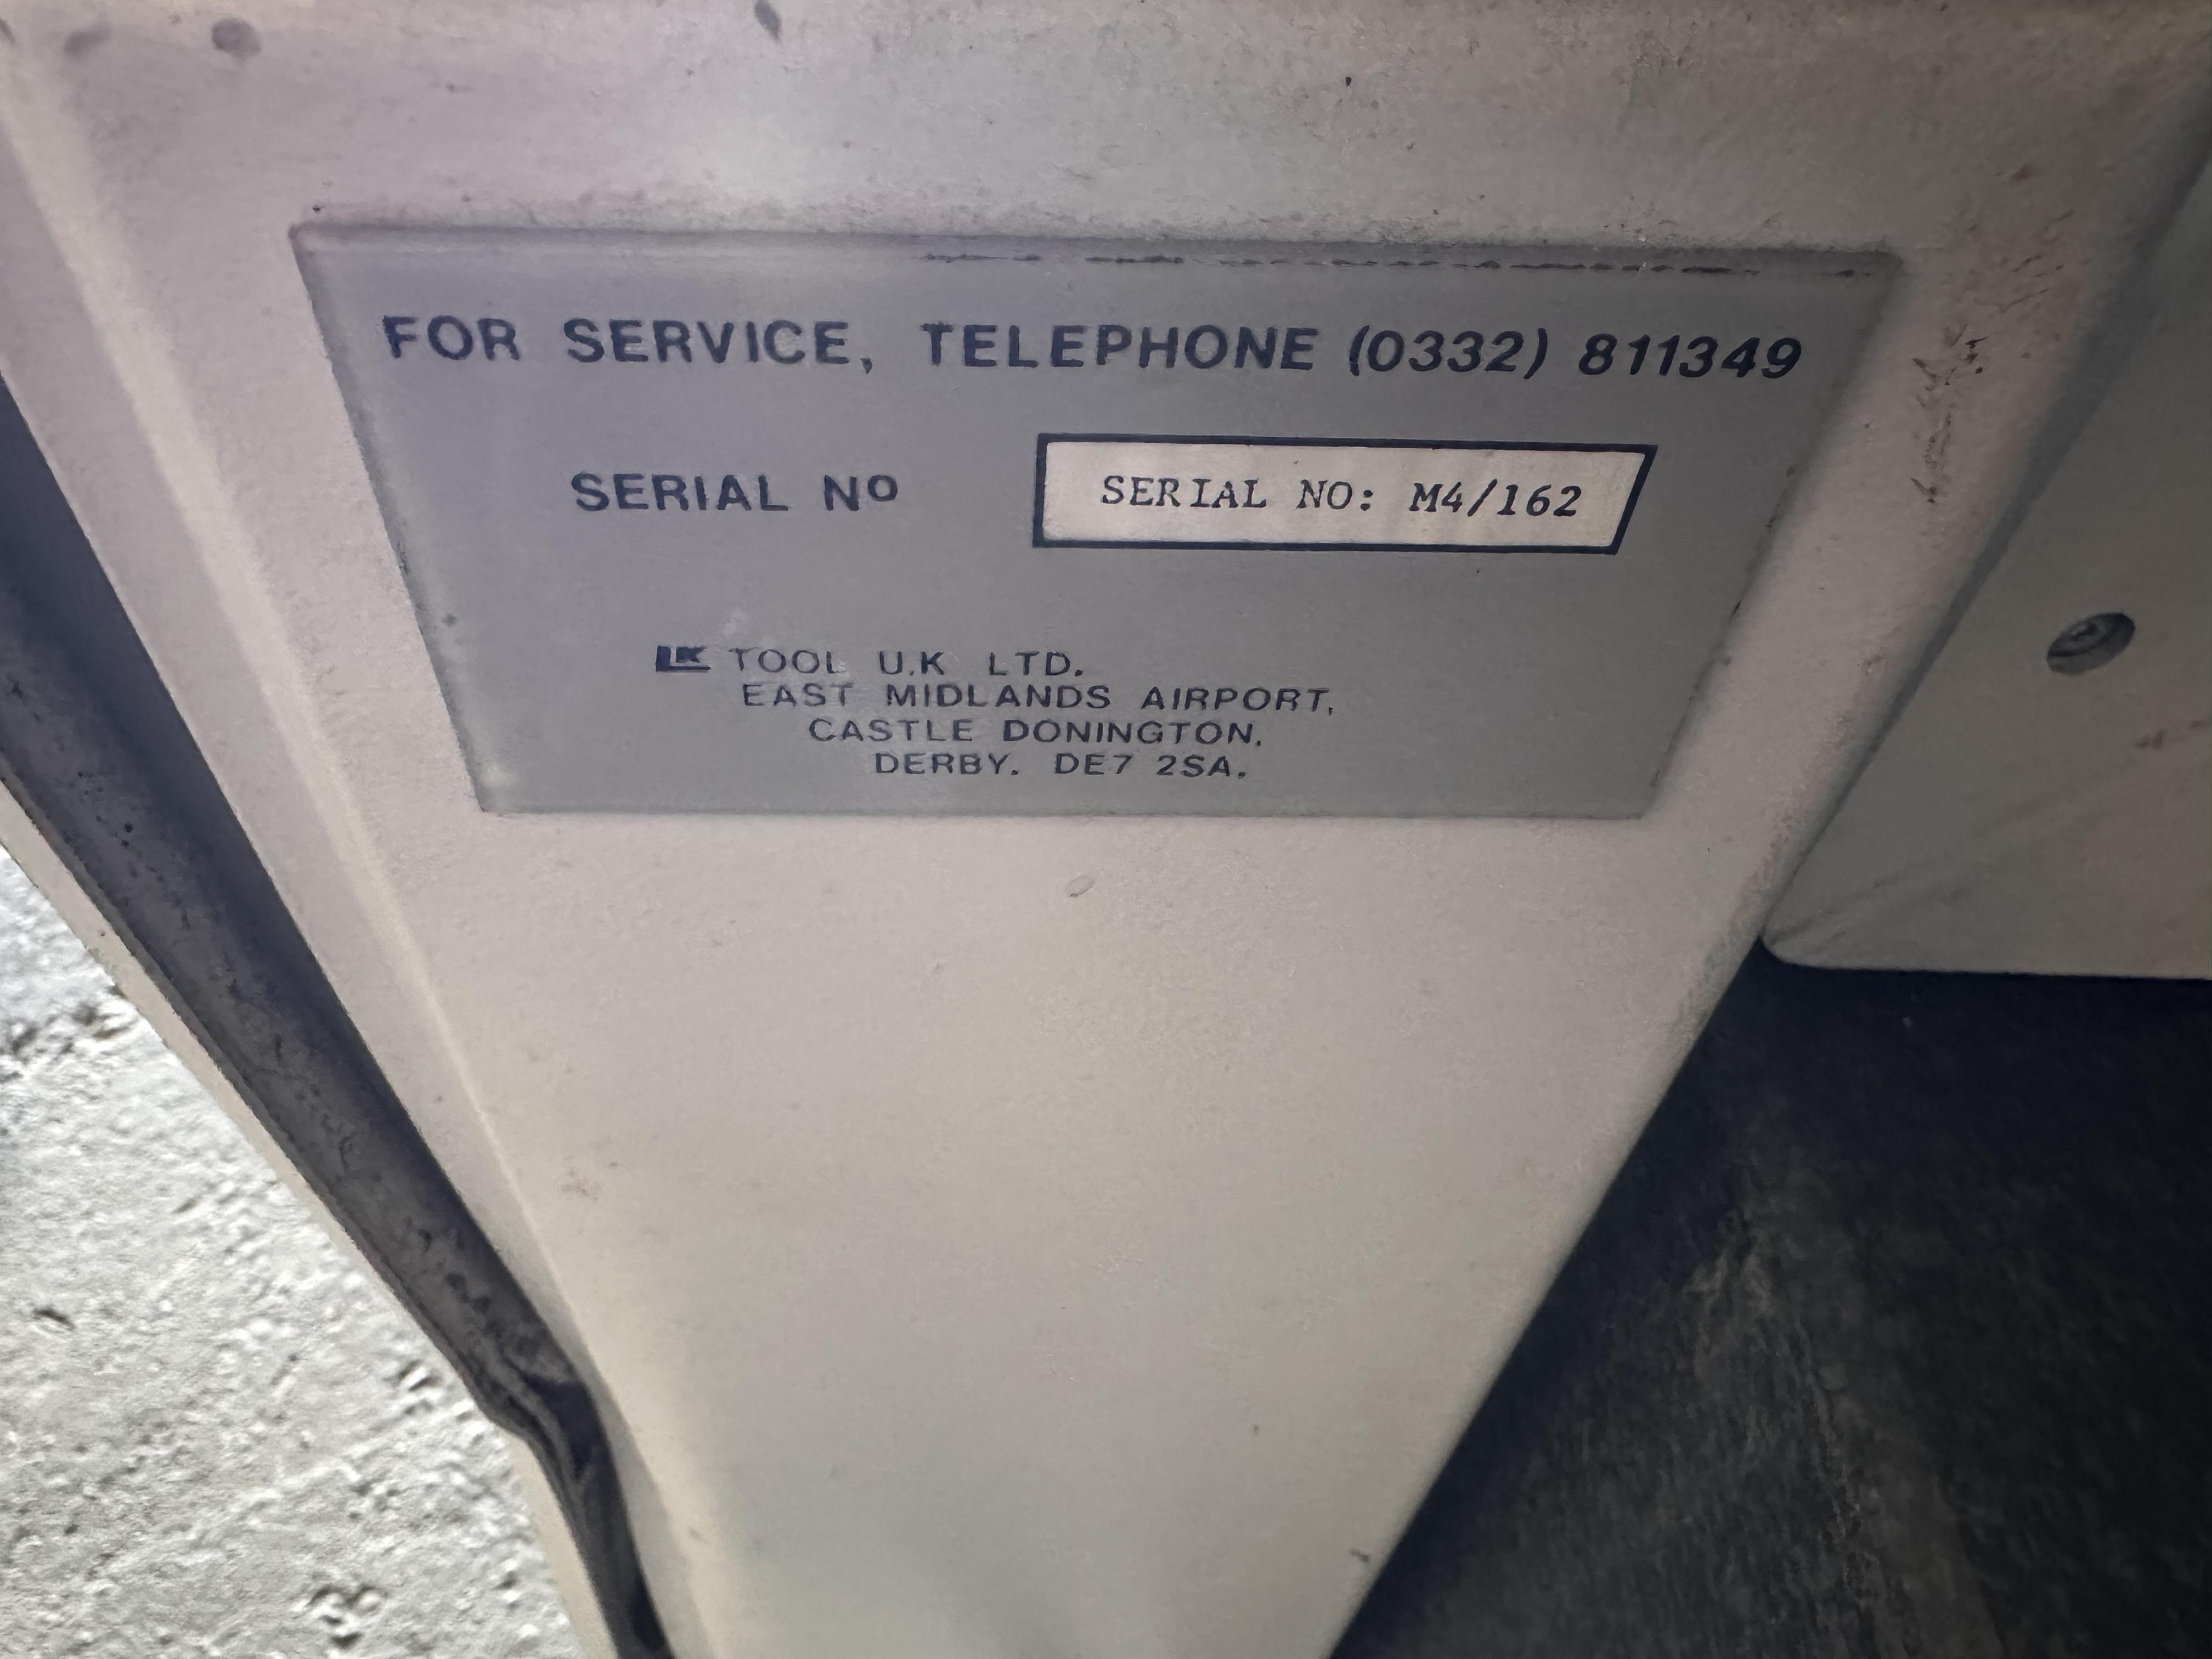 FOR SERVICE, TELEPHONE (0332) 811349
SERIAL Nº SERIAL NO: M4/162
LK TOOL U.K LTD.
EAST MIDLANDS AIRPORT,
CASTLE DONINGTON,
DERBY. DE7 2SA.